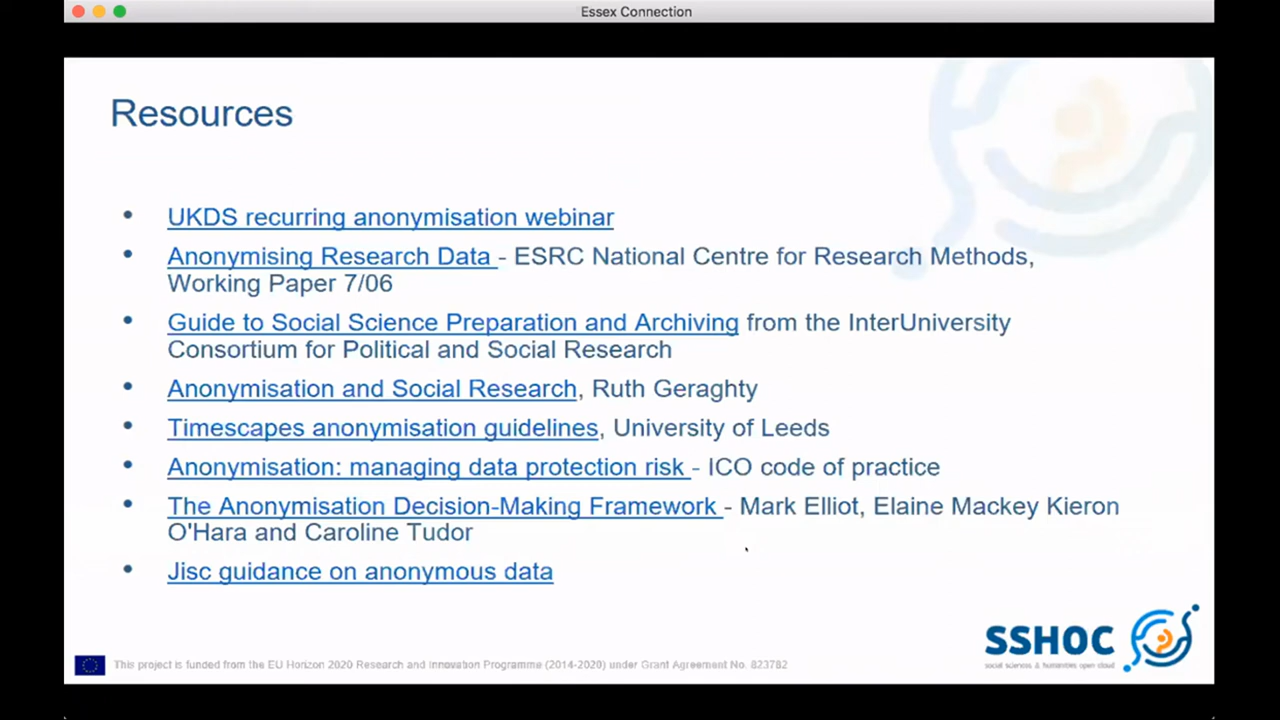 Essex Connection
Resources
• UKDS recurring anonymisation webinar
• Anonymising Research Data - ESRC National Centre for Research Methods,
Working Paper 7/06
• Guide to Social Science Preparation and Archiving from the InterUniversity
Consortium for Political and Social Research
• Anonymisation and Social Research, Ruth Geraghty
• Timescapes anonymisation guidelines, University of Leeds
• Anonymisation: managing data protection risk - ICO code of practice
• The Anonymisation Decision-Making Framework - Mark Elliot, Elaine Mackey Kieron
O'Hara and Caroline Tudor
• Jisc guidance on anonymous data
SSHOC
social sciences & humanities open cloud
This project is funded from the EU Horizon 2020 Research and Innovation Programme (2014-2020) under Grant Agreement No. 823782